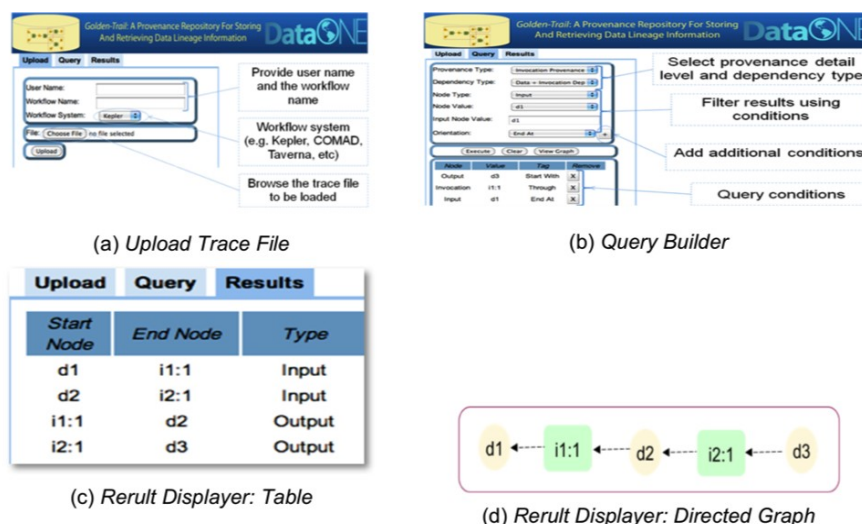 Golden-Trail: A Provenance Repository For Storing
And Retrieving Data Lineage Information
DataONE
Upload Query Results
User Name:
Workflow Name:
Workflow System: Kepler
File: Choose File no file selected
Upload
Provide user name
and the workflow
name
Workflow system
(e.g. Kepler, COMAD,
Taverna, etc)
Browse the trace file
to be loaded
(a) Upload Trace File
Golden-Trail: A Provenance Repository For Storing
And Retrieving Data Lineage Information
DataONE
Upload Query Results
Provenance Type: Invocation Provenance
Dependency Type: Data - Invocation Dep
Node Type: Input
Node Value: d1
Input Node Value: d1
Orientation: End At +
Execute Clear View Graph
Node Value Tag Remove
Output d3 Start With X
Invocation i1:1 Through X
Input d1 End At X
Select provenance detail
level and dependency type
Filter results using
conditions
Add additional conditions
Query conditions
(b) Query Builder
Upload Query Results
Start
Node End Node Type
d1 i1:1 Input
d2 i2:1 Input
i1:1 d2 Output
i2:1 d3 Output
(c) Rerult Displayer: Table
d1 i1:1 d2 i2:1 d3
(d) Rerult Displayer: Directed Graph